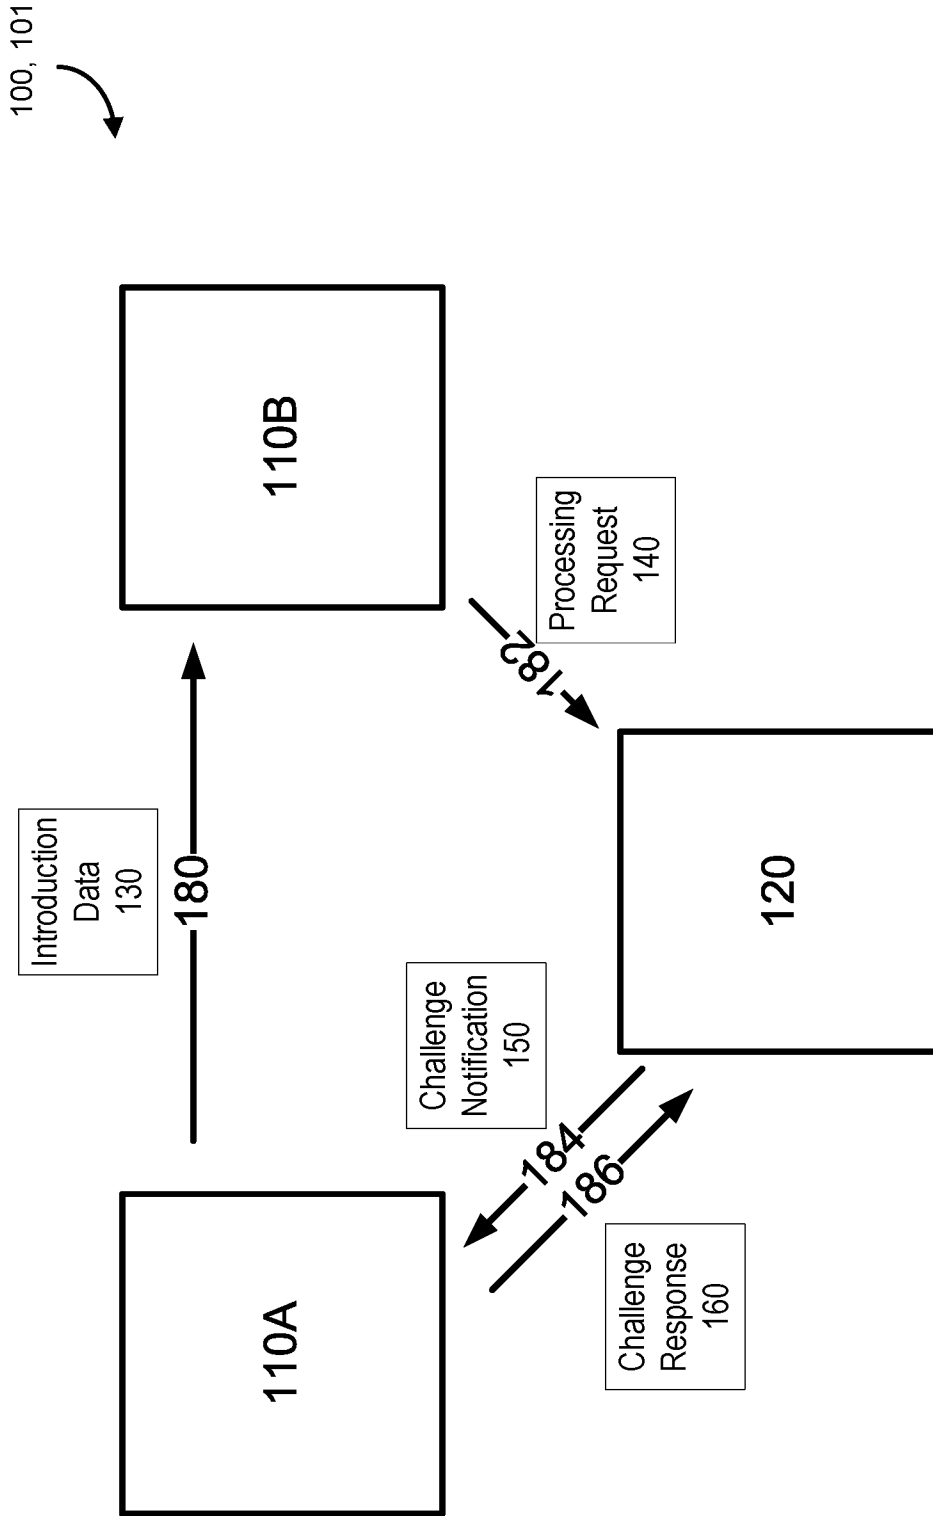 100, 101
Introduction
Data
130
180
110A
110B
Challenge
Notification
150
184
186
Challenge
Response
160
182
Processing
Request
140
120